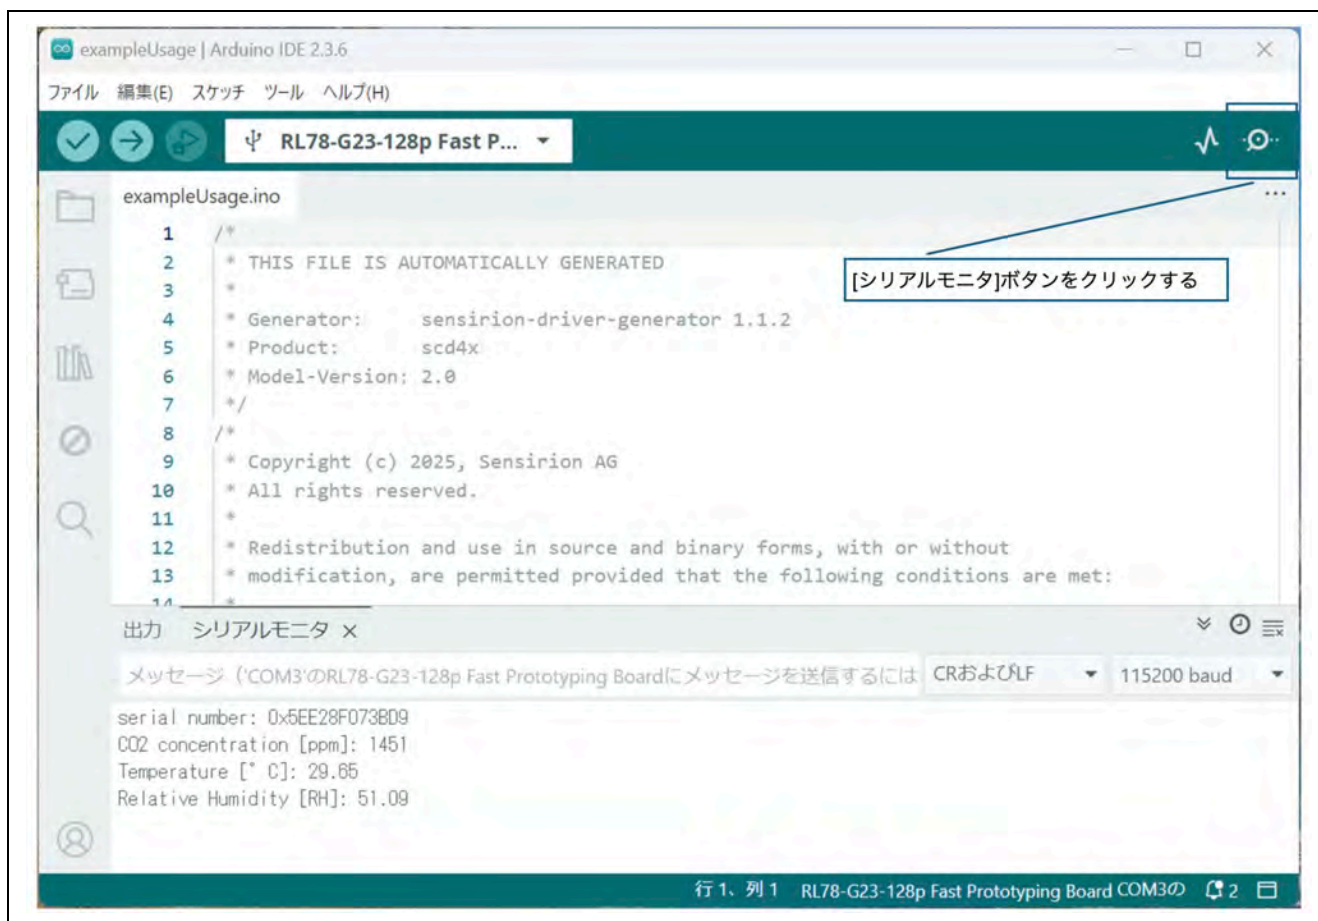 exampleUsage | Arduino IDE 2.3.6
ファイル 編集(E) スケッチ ツール ヘルプ(H)
RL78-G23-128p Fast P...
exampleUsage.ino
[シリアルモニタ]ボタンをクリックする
1 /*
2 * THIS FILE IS AUTOMATICALLY GENERATED
3 *
4 * Generator: sensirion-driver-generator 1.1.2
5 * Product: scd4x
6 * Model-Version: 2.0
7 */
8 /*
9 * Copyright (c) 2025, Sensirion AG
10 * All rights reserved.
11 *
12 * Redistribution and use in source and binary forms, with or without
13 * modification, are permitted provided that the following conditions are met:
14 *
出力 シリアルモニタ ×
メッセージ ('COM3'のRL78-G23-128p Fast Prototyping Boardにメッセージを送信するには CRおよびLF 115200 baud
serial number: 0x5EE28F073BD9
CO2 concentration [ppm]: 1451
Temperature [° C]: 29.65
Relative Humidity [RH]: 51.09
行 1、列 1 RL78-G23-128p Fast Prototyping Board COM3の 2